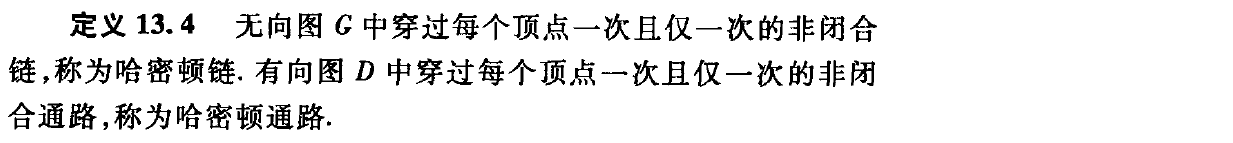 定义 13.4 无向图 G 中穿过每个顶点一次且仅一次的非闭合
链,称为哈密顿链. 有向图 D 中穿过每个顶点一次且仅一次的非闭
合通路,称为哈密顿通路.